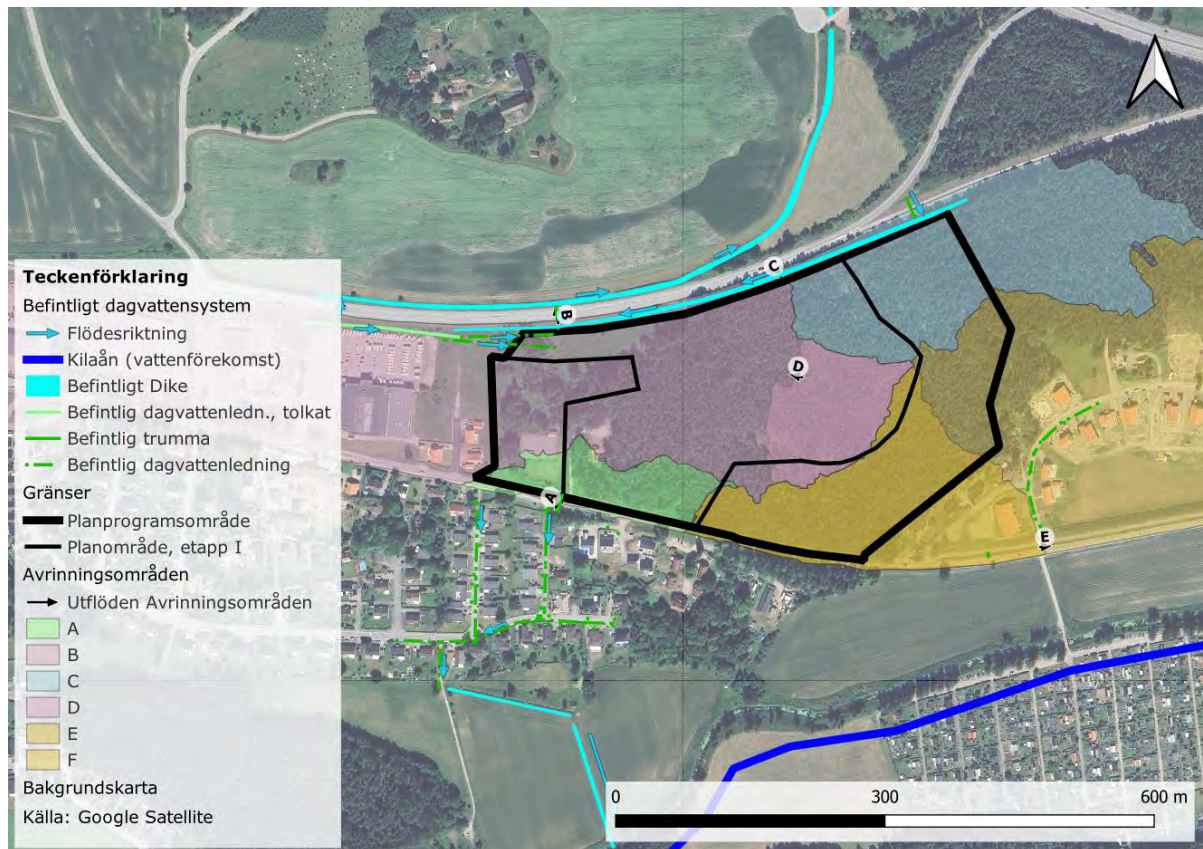 Teckenförklaring
Befintligt dagvattensystem
Flödesriktning
Kilaån (vattenförekomst)
Befintligt Dike
Befintlig dagvattenledn., tolkat
Befintlig trumma
Befintlig dagvattenledning
Gränser
Planprogramsområde
Planområde, etapp I
Avrinningsområden
Utflöden Avrinningsområden
A
B
C
D
E
F
Bakgrundskarta
Källa: Google Satellite
C
B
D
A
E
0 300 600 m